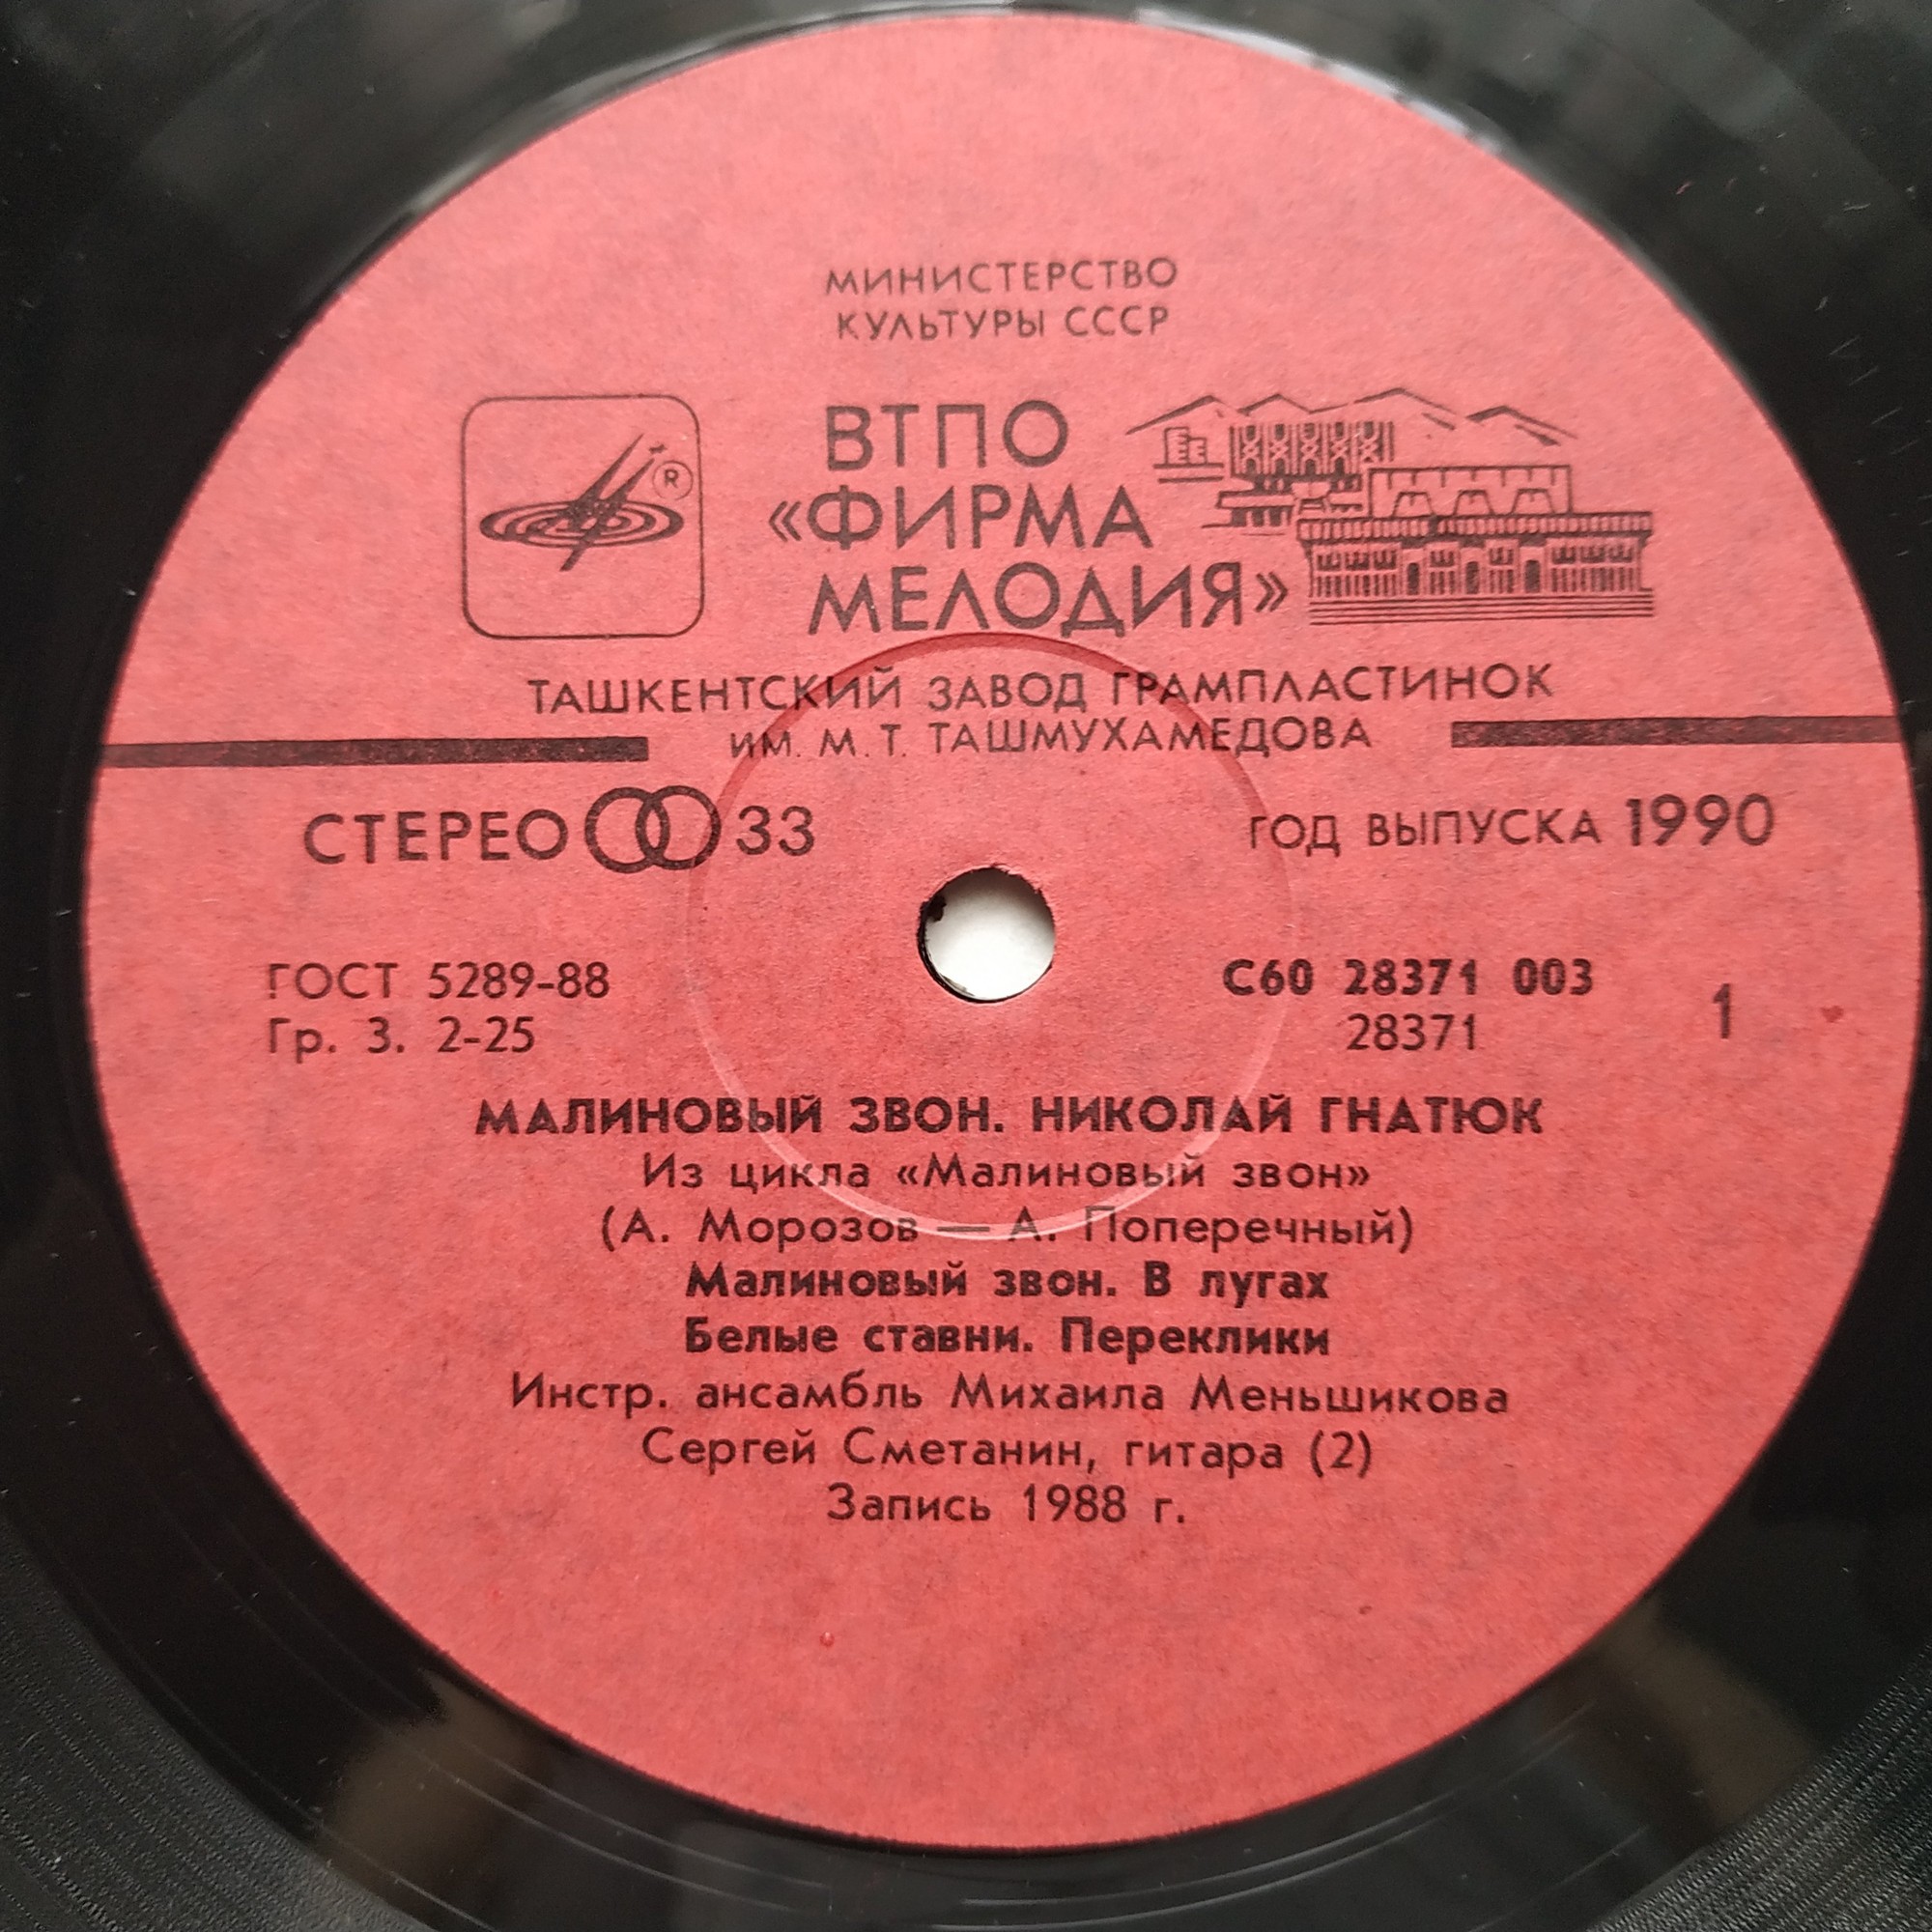 МИНИСТЕРСТВО
КУЛЬТУРЫ СССР
ВТПО
«ФИРМА
МЕЛОДИЯ»
®
ТАШКЕНТСКИЙ ЗАВОД ГРАМПЛАСТИНОК
ИМ. М. Т. ТАШМУХАМЕДОВА
СТЕРЕО 33
ГОД ВЫПУСКА 1990
ГОСТ 5289-88
Гр. 3. 2-25
С60 28371 003
28371
1
МАЛИНОВЫЙ ЗВОН. НИКОЛАЙ ГНАТЮК
Из цикла «Малиновый звон»
(А. Морозов — А. Поперечный)
Малиновый звон. В лугах
Белые ставни. Переклики
Инстр. ансамбль Михаила Меньшикова
Сергей Сметанин, гитара (2)
Запись 1988 г.